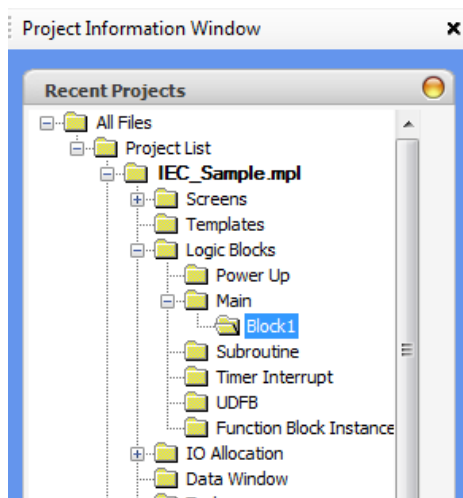 Project Information Window
Recent Projects
All Files
Project List
IEC_Sample.mpl
Screens
Templates
Logic Blocks
Power Up
Main
Block1
Subroutine
Timer Interrupt
UDFB
Function Block Instance
IO Allocation
Data Window